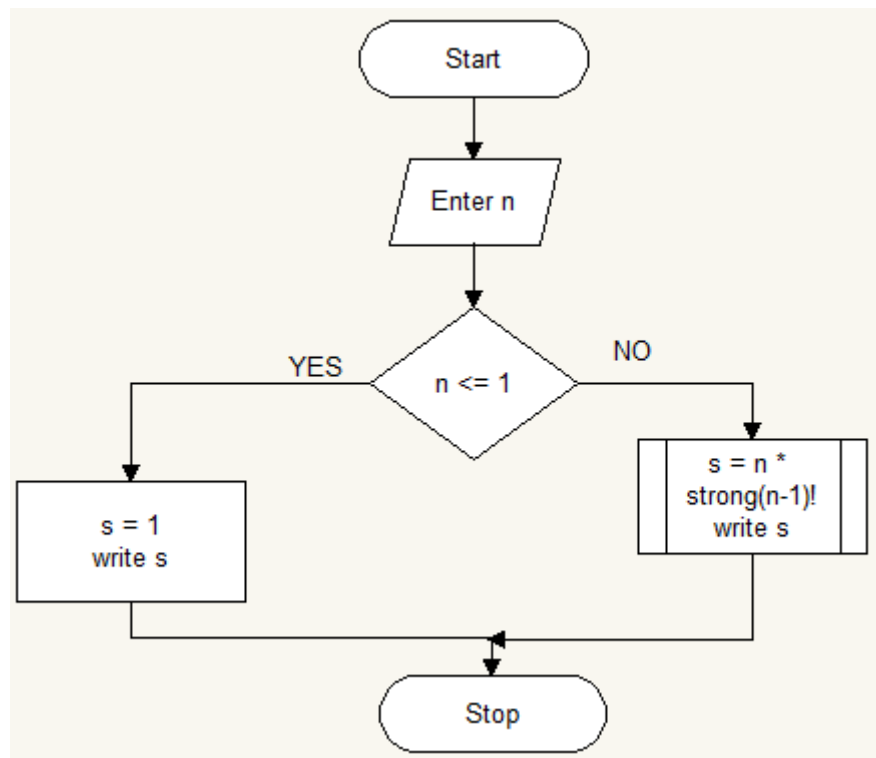 Start
Enter n
n <= 1
YES
NO
s = 1
write s
s = n *
strong(n-1)!
write s
Stop